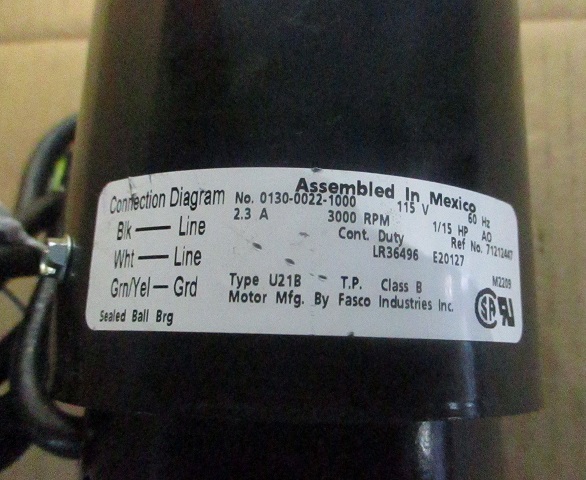 Assembled In Mexico
Connection Diagram
Blk — Line
Wht — Line
Grn/Yel — Grd
Sealed Ball Brg
No. 0130-0022-1000 115 V 60 Hz
2.3 A 3000 RPM 1/15 HP AO
Cont. Duty Ref No. 71212447
LR36496 E20127
Type U21B T.P. Class B M2209
Motor Mfg. By Fasco Industries Inc.
SA